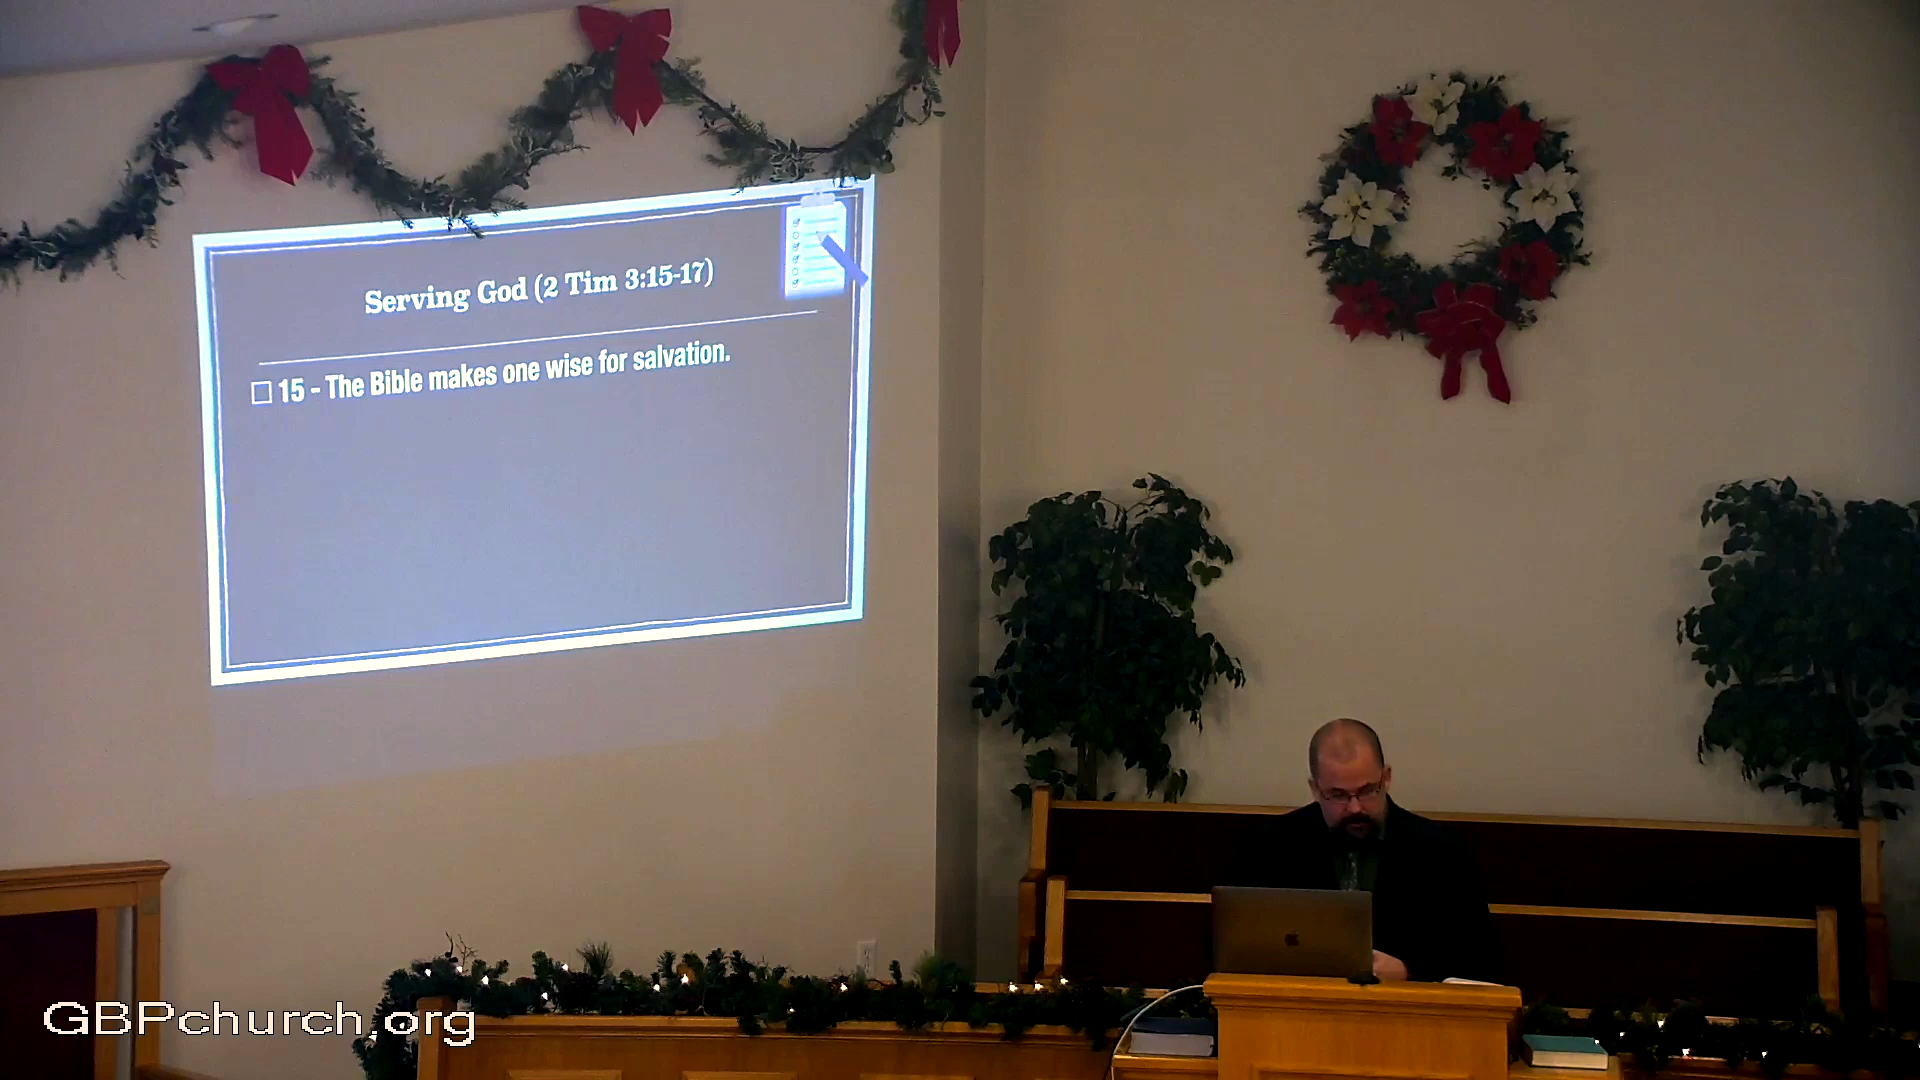 Serving God (2 Tim 3:15-17)
15 - The Bible makes one wise for salvation.
GBPchurch.org